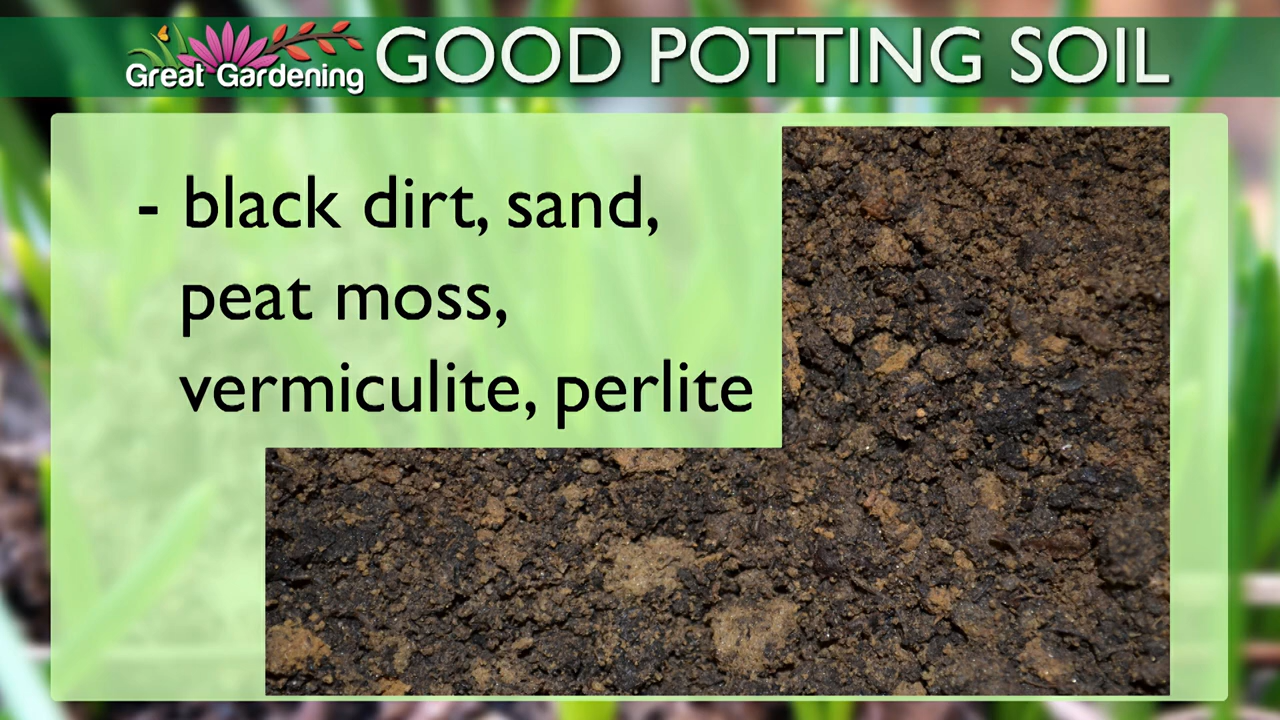 Great Gardening
GOOD POTTING SOIL
- black dirt, sand,
peat moss,
vermiculite, perlite